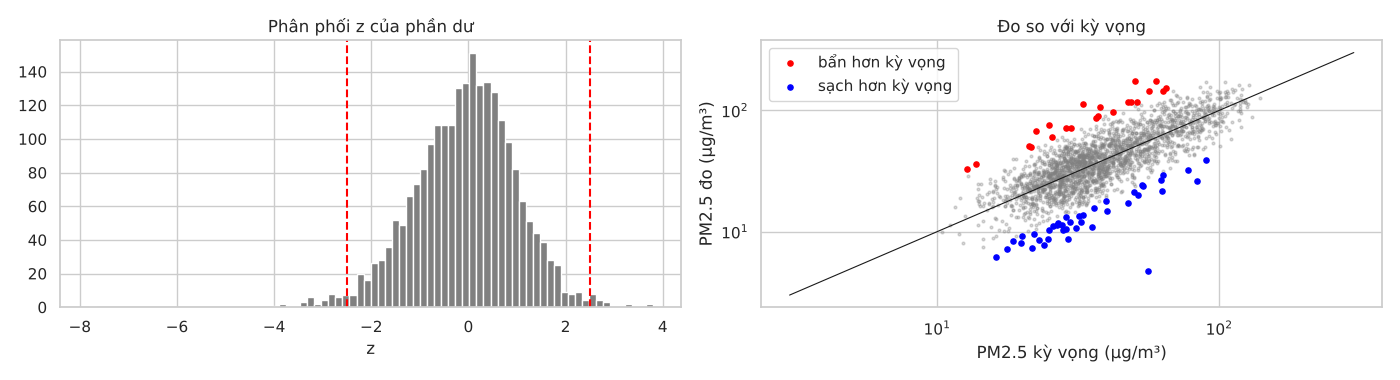 Phân phối z của phần dư
140
120
100
80
60
40
20
0
−8
−6
−4
−2
0
2
4
z
Đo so với kỳ vọng
bẩn hơn kỳ vọng
sạch hơn kỳ vọng
PM2.5 đo (µg/m³)
10²
10¹
10¹
10²
PM2.5 kỳ vọng (µg/m³)